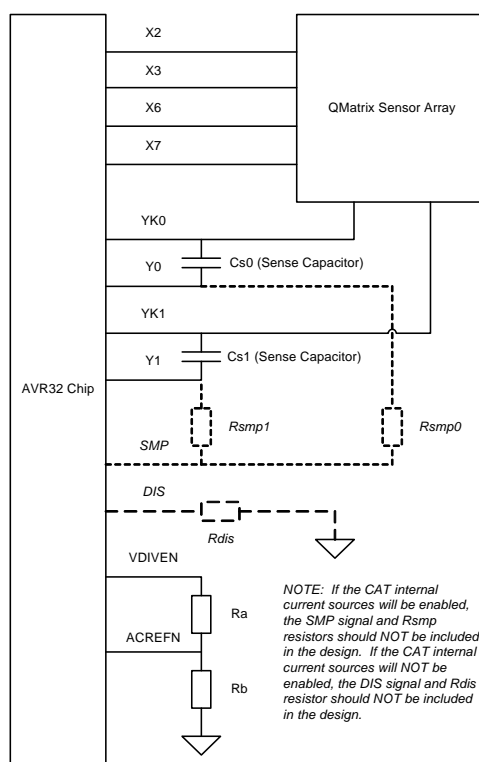 X2
X3
QMatrix Sensor Array
X6
X7
YK0
Cs0 (Sense Capacitor)
Y0
YK1
Y1
Cs1 (Sense Capacitor)
AVR32 Chip
Rsmp1
Rsmp0
SMP
DIS
Rdis
VDIVEN
Ra
ACREFN
Rb
NOTE: If the CAT internal
current sources will be enabled,
the SMP signal and Rsmp
resistors should NOT be included
in the design. If the CAT internal
current sources will NOT be
enabled, the DIS signal and Rdis
resistor should NOT be included
in the design.